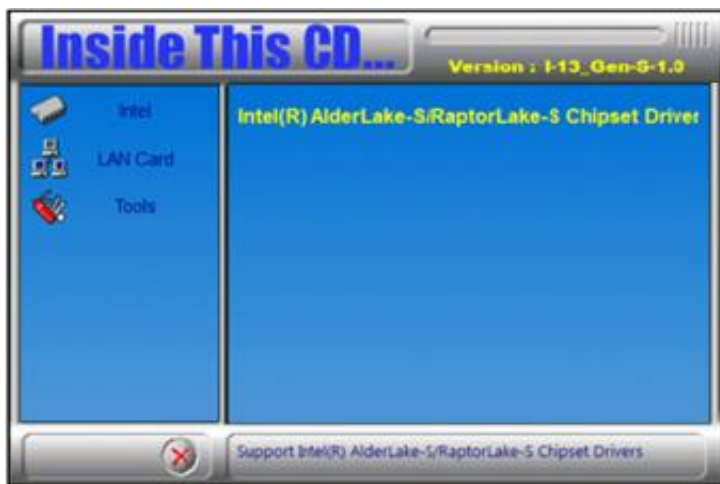 Inside This CD...
Version : I-13_Gen-S-1.0
Intel
LAN Card
Tools
Intel(R) AlderLake-S/RaptorLake-S Chipset Driver
Support Intel(R) AlderLake-S/RaptorLake-S Chipset Drivers